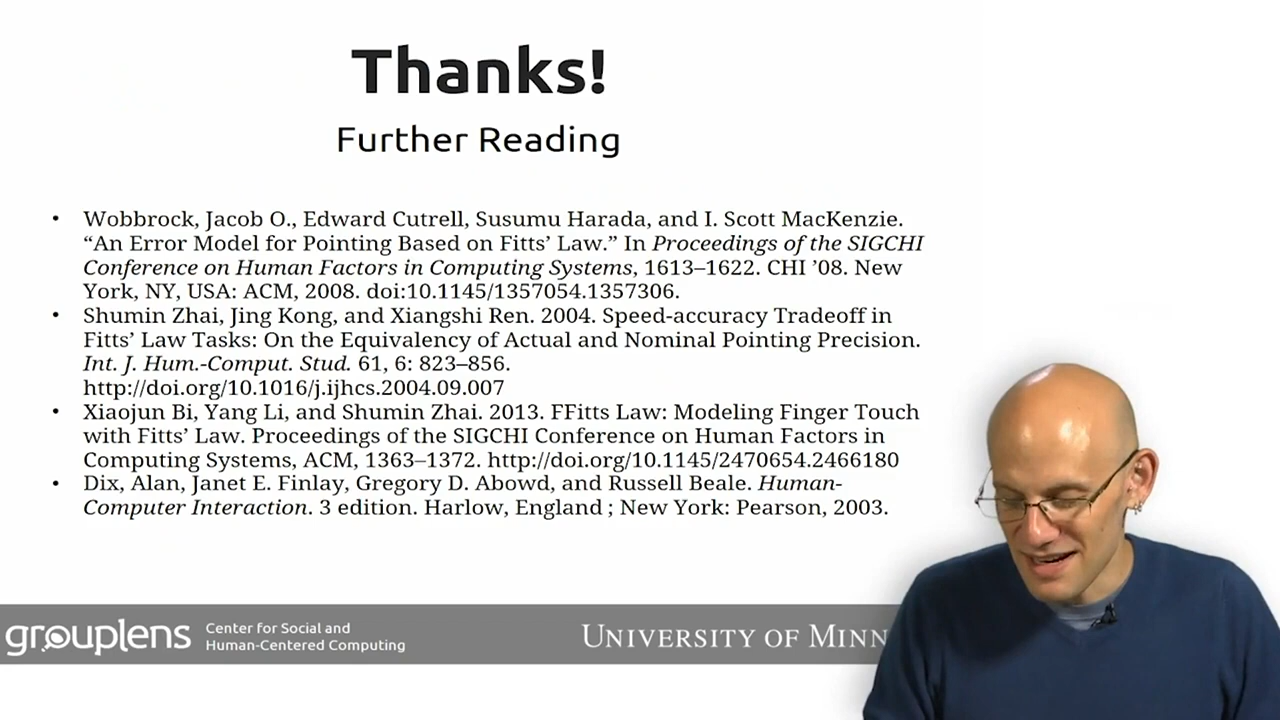 Thanks!
Further Reading
• Wobbrock, Jacob O., Edward Cutrell, Susumu Harada, and I. Scott MacKenzie.
“An Error Model for Pointing Based on Fitts’ Law.” In Proceedings of the SIGCHI
Conference on Human Factors in Computing Systems, 1613–1622. CHI ’08. New
York, NY, USA: ACM, 2008. doi:10.1145/1357054.1357306.
• Shumin Zhai, Jing Kong, and Xiangshi Ren. 2004. Speed-accuracy Tradeoff in
Fitts’ Law Tasks: On the Equivalency of Actual and Nominal Pointing Precision.
Int. J. Hum.-Comput. Stud. 61, 6: 823–856.
http://doi.org/10.1016/j.ijhcs.2004.09.007
• Xiaojun Bi, Yang Li, and Shumin Zhai. 2013. FFitts Law: Modeling Finger Touch
with Fitts’ Law. Proceedings of the SIGCHI Conference on Human Factors in
Computing Systems, ACM, 1363–1372. http://doi.org/10.1145/2470654.2466180
• Dix, Alan, Janet E. Finlay, Gregory D. Abowd, and Russell Beale. Human-
Computer Interaction. 3 edition. Harlow, England ; New York: Pearson, 2003.
grouplens
Center for Social and
Human-Centered Computing
UNIVERSITY OF MINN